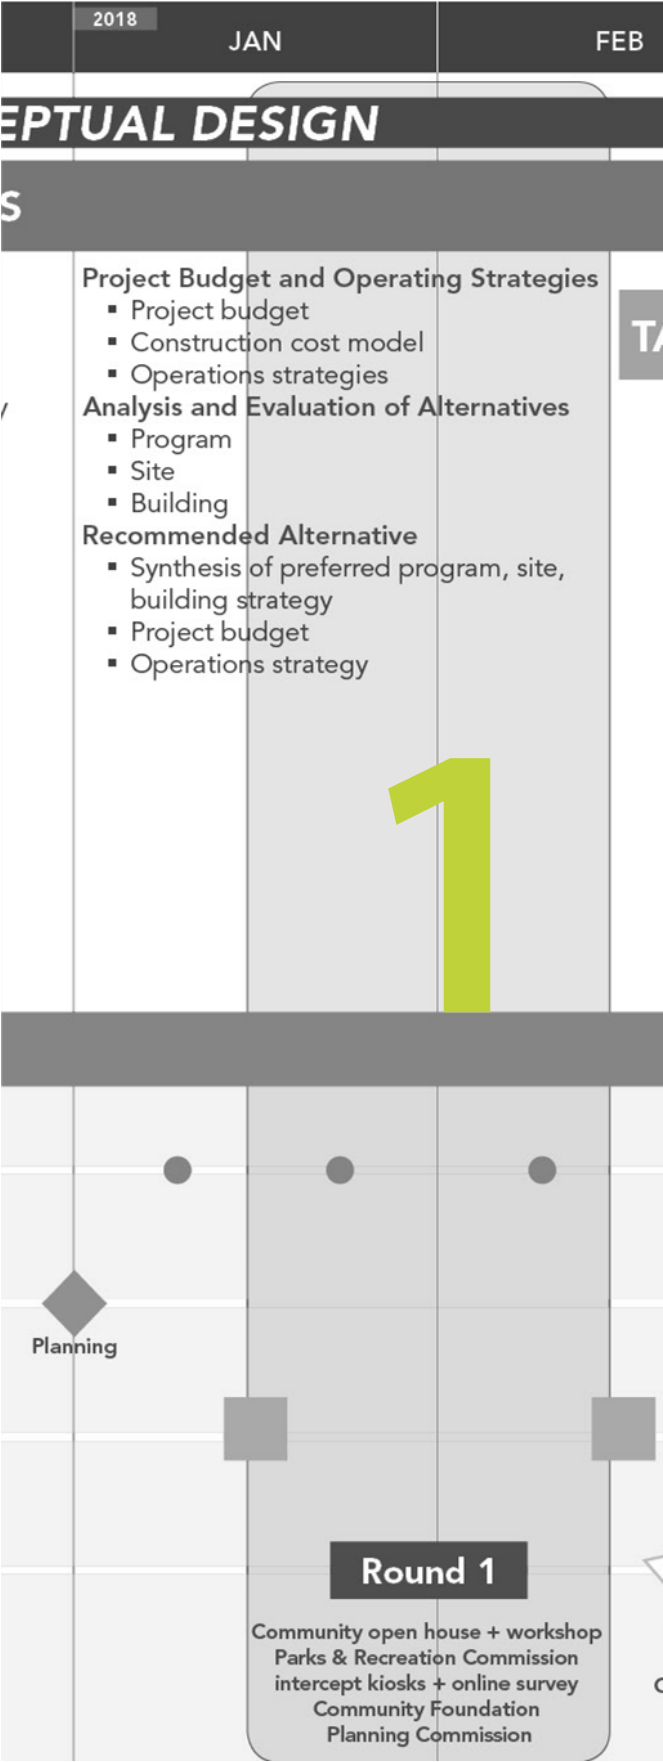 2018
JAN
FEB
EPTUAL DESIGN
S
Project Budget and Operating Strategies
▪ Project budget
▪ Construction cost model
▪ Operations strategies
Analysis and Evaluation of Alternatives
▪ Program
▪ Site
▪ Building
Recommended Alternative
▪ Synthesis of preferred program, site,
building strategy
▪ Project budget
▪ Operations strategy
TA
y
1
Planning
Round 1
Community open house + workshop
Parks & Recreation Commission
intercept kiosks + online survey
Community Foundation
Planning Commission